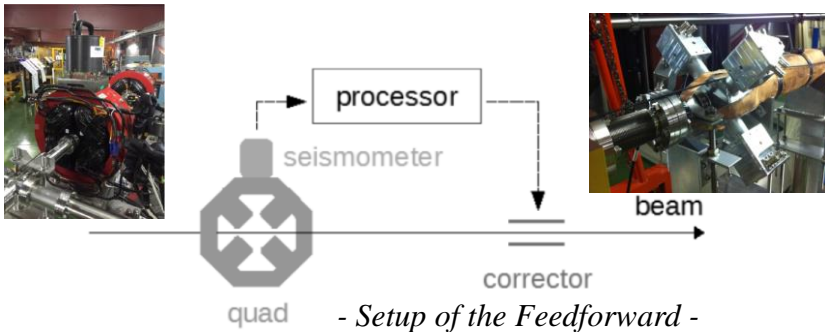 processor
seismometer
beam
corrector
quad
- Setup of the Feedforward -